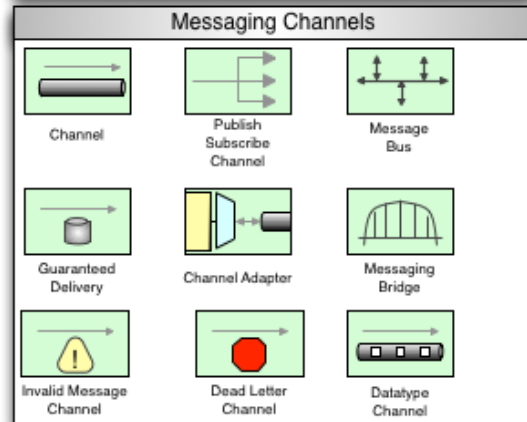 Messaging Channels
Channel
Publish
Subscribe
Channel
Message
Bus
Guaranteed
Delivery
Channel Adapter
Messaging
Bridge
!
Invalid Message
Channel
Dead Letter
Channel
Datatype
Channel